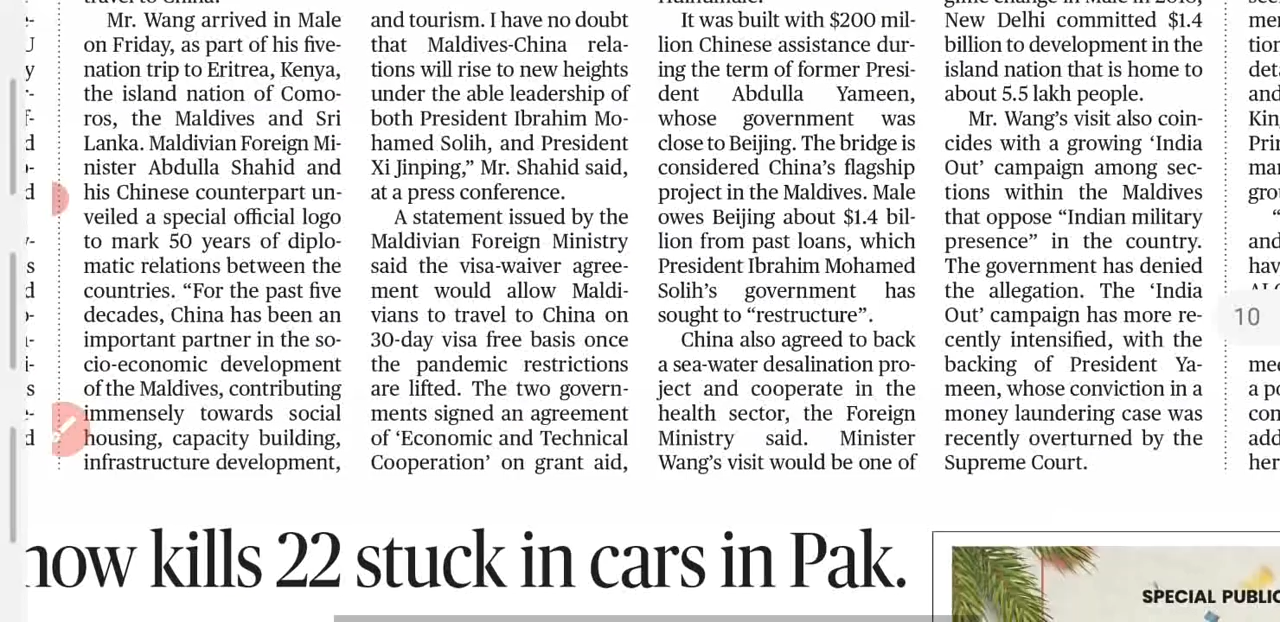 Mr. Wang arrived in Male
on Friday, as part of his five-
nation trip to Eritrea, Kenya,
the island nation of Como-
ros, the Maldives and Sri
Lanka. Maldivian Foreign Mi-
nister Abdulla Shahid and
his Chinese counterpart un-
veiled a special official logo
to mark 50 years of diplo-
matic relations between the
countries. “For the past five
decades, China has been an
important partner in the so-
cio-economic development
of the Maldives, contributing
immensely towards social
housing, capacity building,
infrastructure development,
and tourism. I have no doubt
that Maldives-China rela-
tions will rise to new heights
under the able leadership of
both President Ibrahim Mo-
hamed Solih, and President
Xi Jinping,” Mr. Shahid said,
at a press conference.
A statement issued by the
Maldivian Foreign Ministry
said the visa-waiver agree-
ment would allow Maldi-
vians to travel to China on
30-day visa free basis once
the pandemic restrictions
are lifted. The two govern-
ments signed an agreement
of ‘Economic and Technical
Cooperation’ on grant aid,
It was built with $200 mil-
lion Chinese assistance dur-
ing the term of former Presi-
dent Abdulla Yameen,
whose government was
close to Beijing. The bridge is
considered China’s flagship
project in the Maldives. Male
owes Beijing about $1.4 bil-
lion from past loans, which
President Ibrahim Mohamed
Solih’s government has
sought to “restructure”.
China also agreed to back
a sea-water desalination pro-
ject and cooperate in the
health sector, the Foreign
Ministry said. Minister
Wang’s visit would be one of
New Delhi committed $1.4
billion to development in the
island nation that is home to
about 5.5 lakh people.
Mr. Wang’s visit also coin-
cides with a growing ‘India
Out’ campaign among sec-
tions within the Maldives
that oppose “Indian military
presence” in the country.
The government has denied
the allegation. The ‘India
Out’ campaign has more re-
cently intensified, with the
backing of President Ya-
meen, whose conviction in a
money laundering case was
recently overturned by the
Supreme Court.
10
now kills 22 stuck in cars in Pak.
SPECIAL PUBLIC